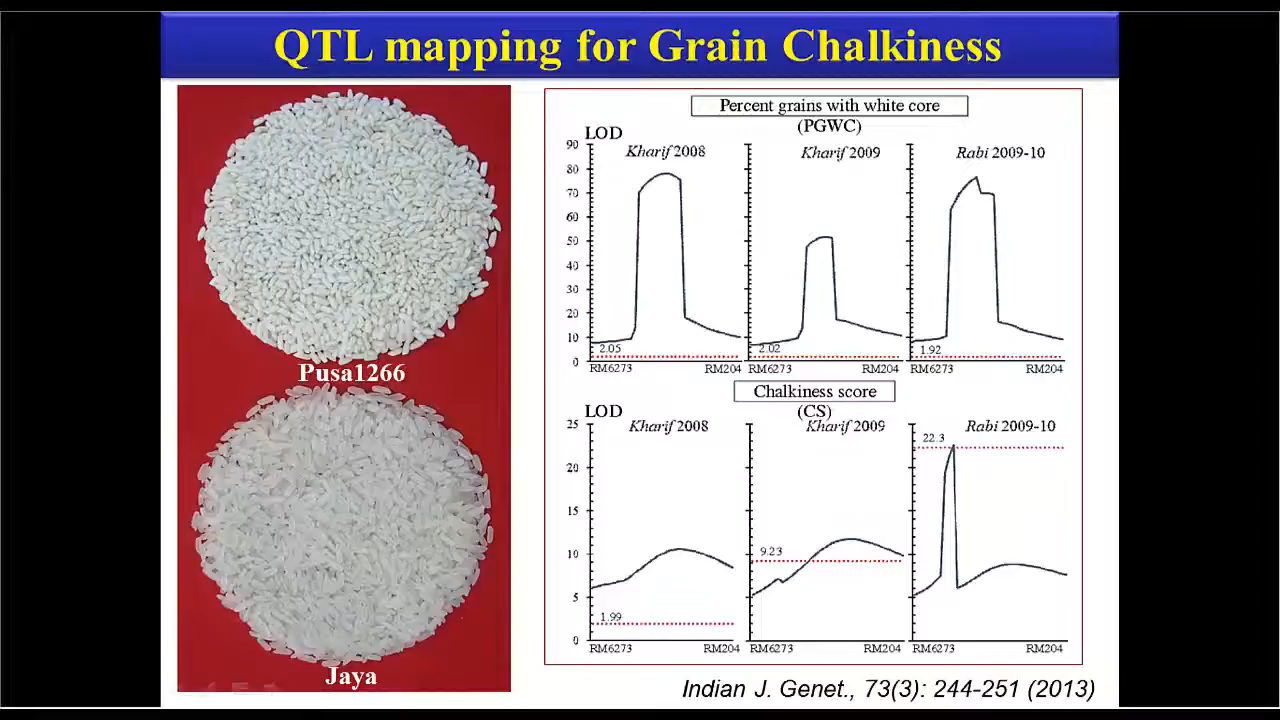 QTL mapping for Grain Chalkiness
Pusa1266
Jaya
Percent grains with white core
(PGWC)
LOD
Kharif 2008
Kharif 2009
Rabi 2009-10
90
80
70
60
50
40
30
20
10
0
2.05
2.02
1.92
RM6273
RM204
RM6273
RM204
RM6273
RM204
Chalkiness score
(CS)
LOD
Kharif 2008
Kharif 2009
Rabi 2009-10
25
20
15
10
5
0
1.99
9.23
22.3
RM6273
RM204
RM6273
RM204
RM6273
RM204
Indian J. Genet., 73(3): 244-251 (2013)